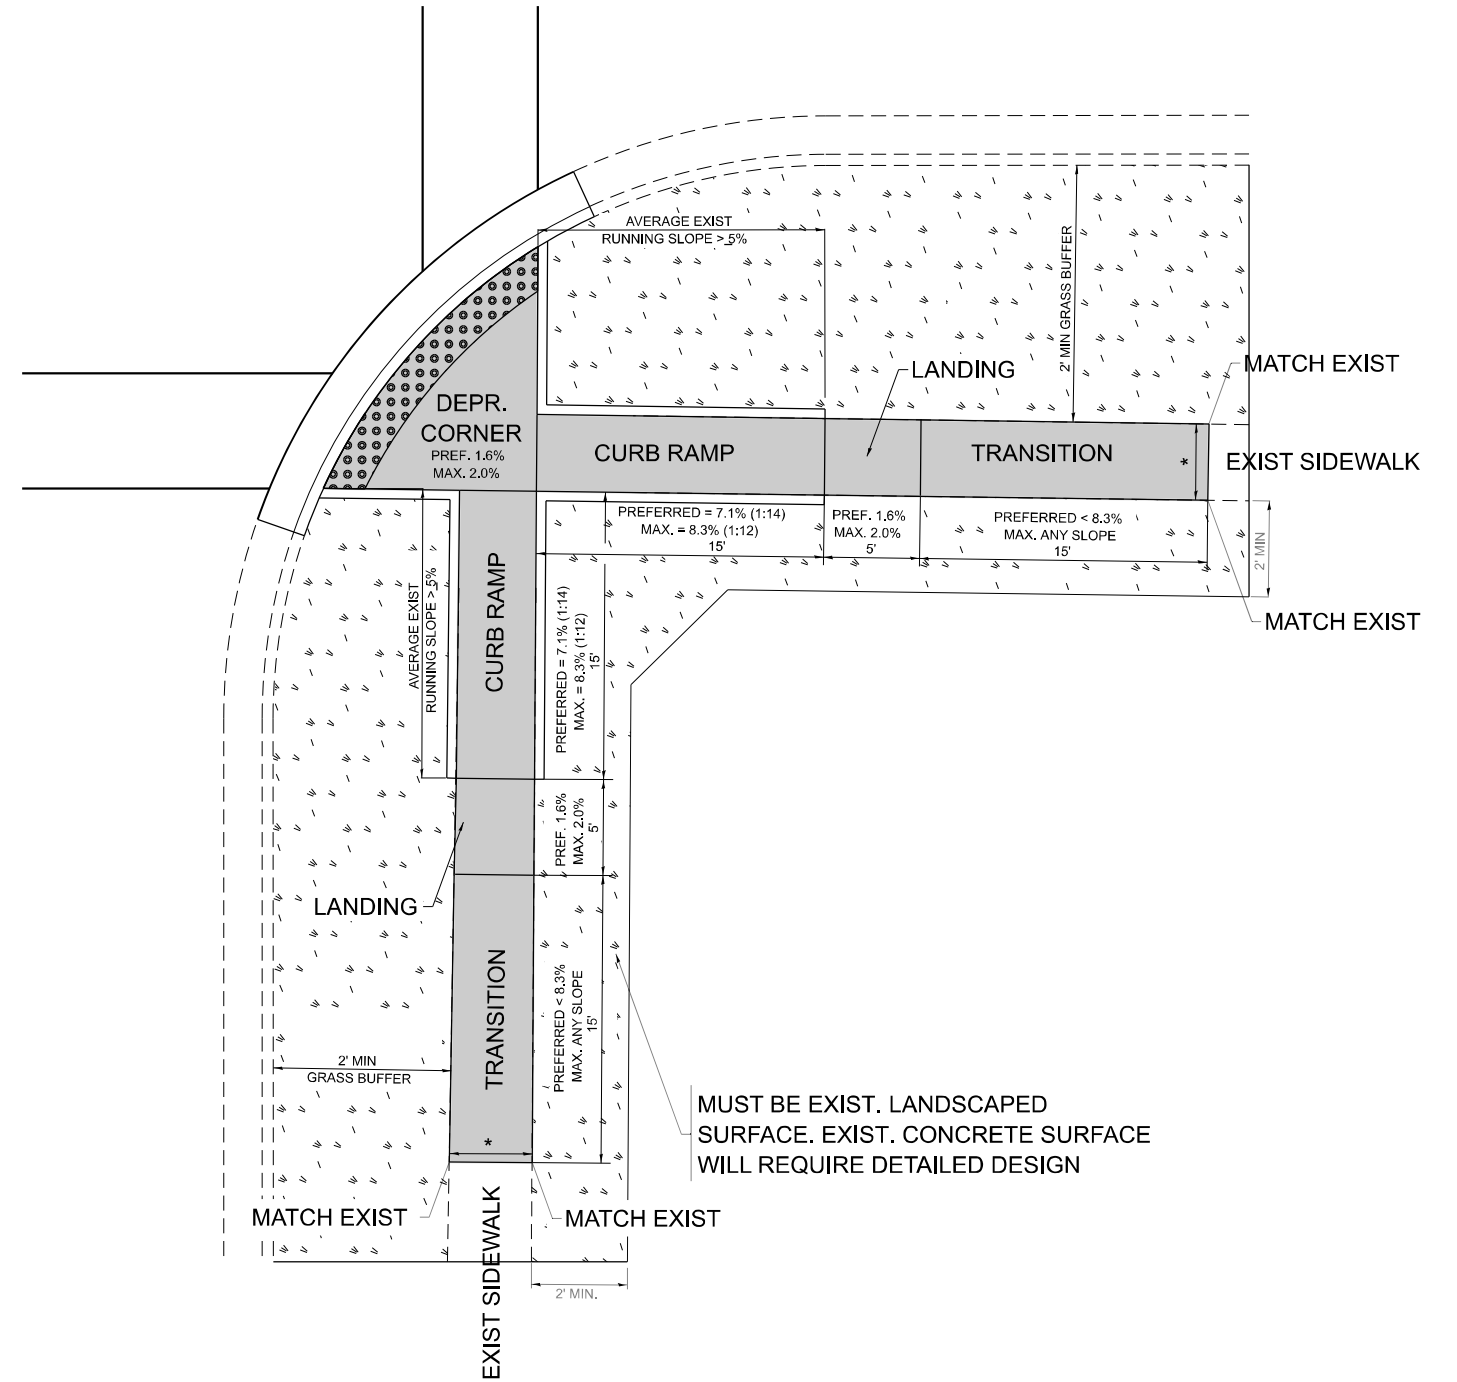 AVERAGE EXIST
RUNNING SLOPE > 5%
2' MIN GRASS BUFFER
LANDING
MATCH EXIST
DEPR.
CORNER
PREF. 1.6%
MAX. 2.0%
CURB RAMP
TRANSITION
*
EXIST SIDEWALK
PREFERRED = 7.1% (1:14)
MAX. = 8.3% (1:12)
15'
PREF. 1.6%
MAX. 2.0%
5'
PREFERRED < 8.3%
MAX. ANY SLOPE
15'
2' MIN
MATCH EXIST
AVERAGE EXIST
RUNNING SLOPE > 5%
CURB RAMP
PREFERRED = 7.1% (1:14)
MAX. = 8.3% (1:12)
15'
PREF. 1.6%
MAX. 2.0%
5'
LANDING
TRANSITION
PREFERRED < 8.3%
MAX. ANY SLOPE
15'
2' MIN
GRASS BUFFER
*
MUST BE EXIST. LANDSCAPED
SURFACE. EXIST. CONCRETE SURFACE
WILL REQUIRE DETAILED DESIGN
MATCH EXIST
EXIST SIDEWALK
MATCH EXIST
2' MIN.